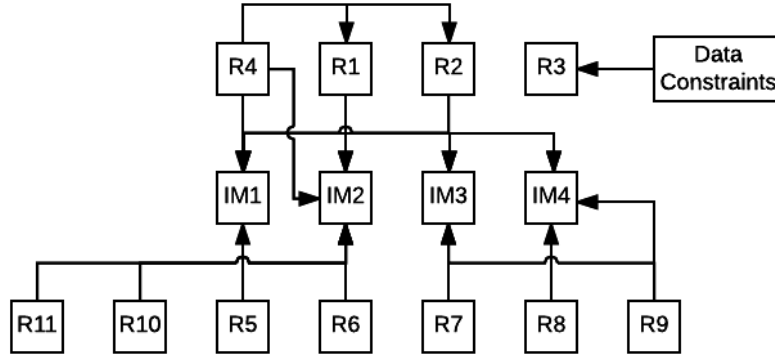 R4
R1
R2
R3
Data
Constraints
IM1
IM2
IM3
IM4
R11
R10
R5
R6
R7
R8
R9